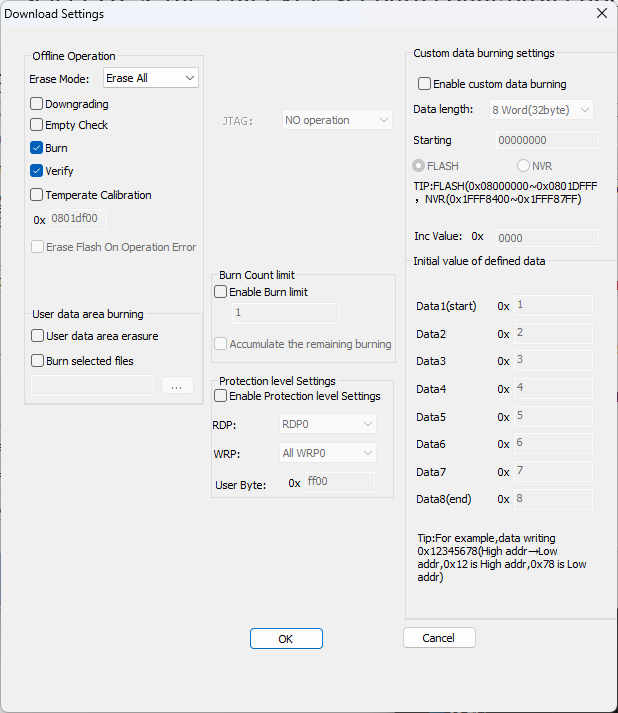 Download Settings
Offline Operation
Erase Mode: Erase All
Downgrading
Empty Check
Burn
Verify
Temperate Calibration
0x 0801df00
Erase Flash On Operation Error
User data area burning
User data area erasure
Burn selected files
...
JTAG: NO operation
Burn Count limit
Enable Burn limit
1
Accumulate the remaining burning
Protection level Settings
Enable Protection level Settings
RDP: RDP0
WRP: All WRP0
User Byte: 0x ff00
Custom data burning settings
Enable custom data burning
Data length: 8 Word(32byte)
Starting 00000000
FLASH NVR
TIP:FLASH(0x08000000~0x0801DFFF
, NVR(0x1FFF8400~0x1FFF87FF)
Inc Value: 0x 0000
Initial value of defined data
Data1(start) 0x 1
Data2 0x 2
Data3 0x 3
Data4 0x 4
Data5 0x 5
Data6 0x 6
Data7 0x 7
Data8(end) 0x 8
Tip:For example,data writing
0x12345678(High addr→Low
addr,0x12 is High addr,0x78 is Low
addr)
OK
Cancel